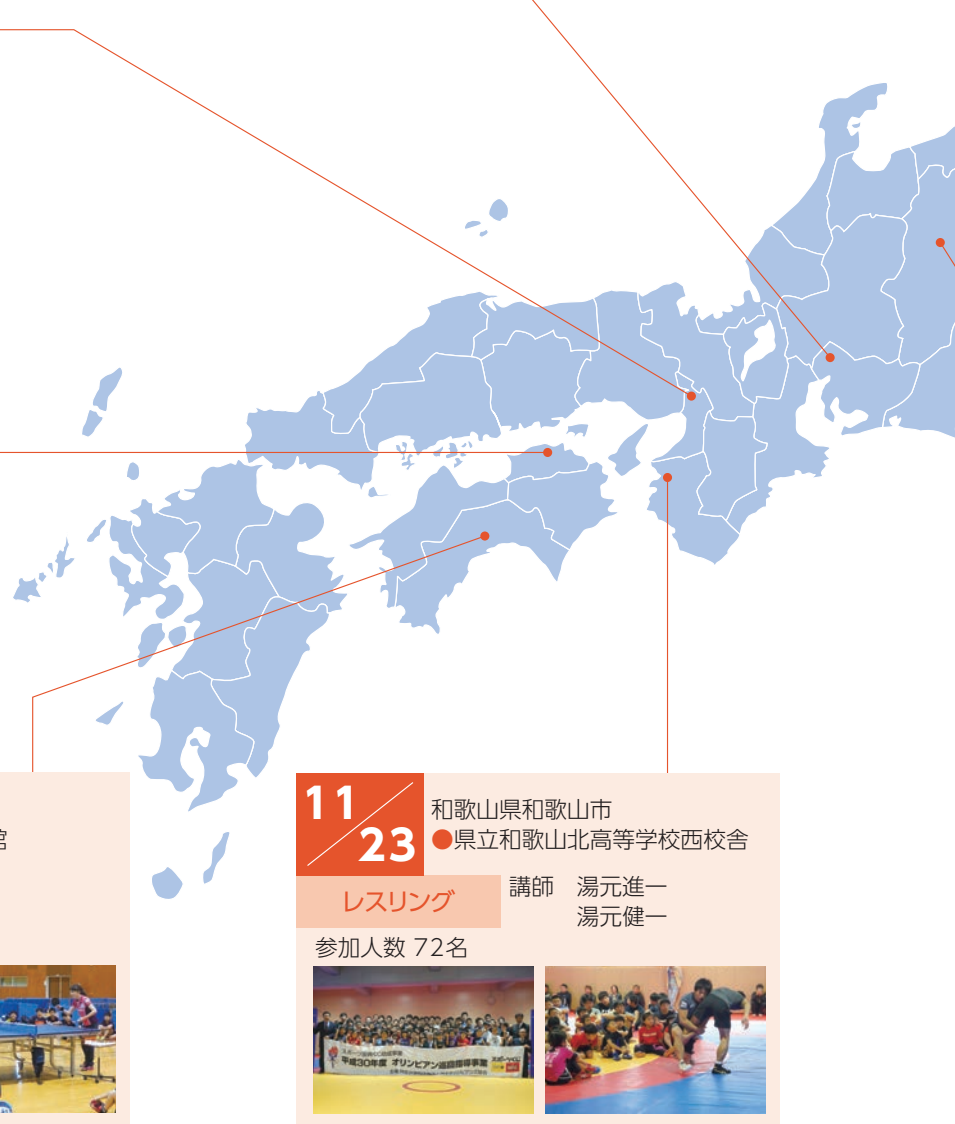 館
11/23
和歌山県和歌山市
●県立和歌山北高等学校西校舎
レスリング
講師 湯元進一
湯元健一
参加人数 72名
平成30年度 オリンピアン巡回指導事業